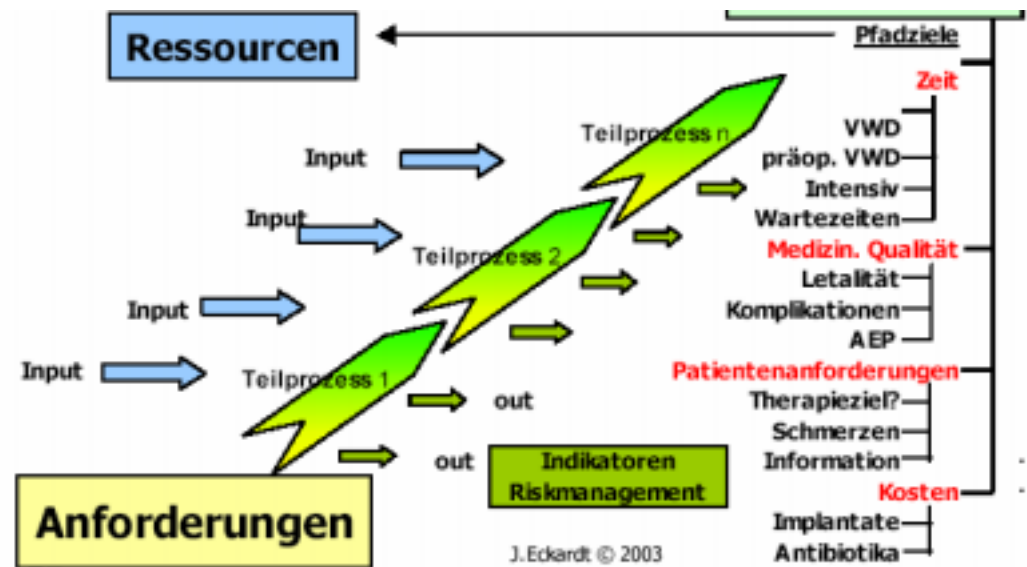 Ressourcen
Pfadziele
Zeit
Teilprozess n
VWD
Input
präop. VWD
Intensiv
Input
Wartezeiten
Teilprozess 2
Medizin. Qualität
Letalität
Input
Komplikationen
AEP
Input
Teilprozess 1
Patientenanforderungen
out
Therapieziel?
Schmerzen
out
Indikatoren
Riskmanagement
Information
Kosten
Anforderungen
Implantate
J.Eckardt © 2003
Antibiotika